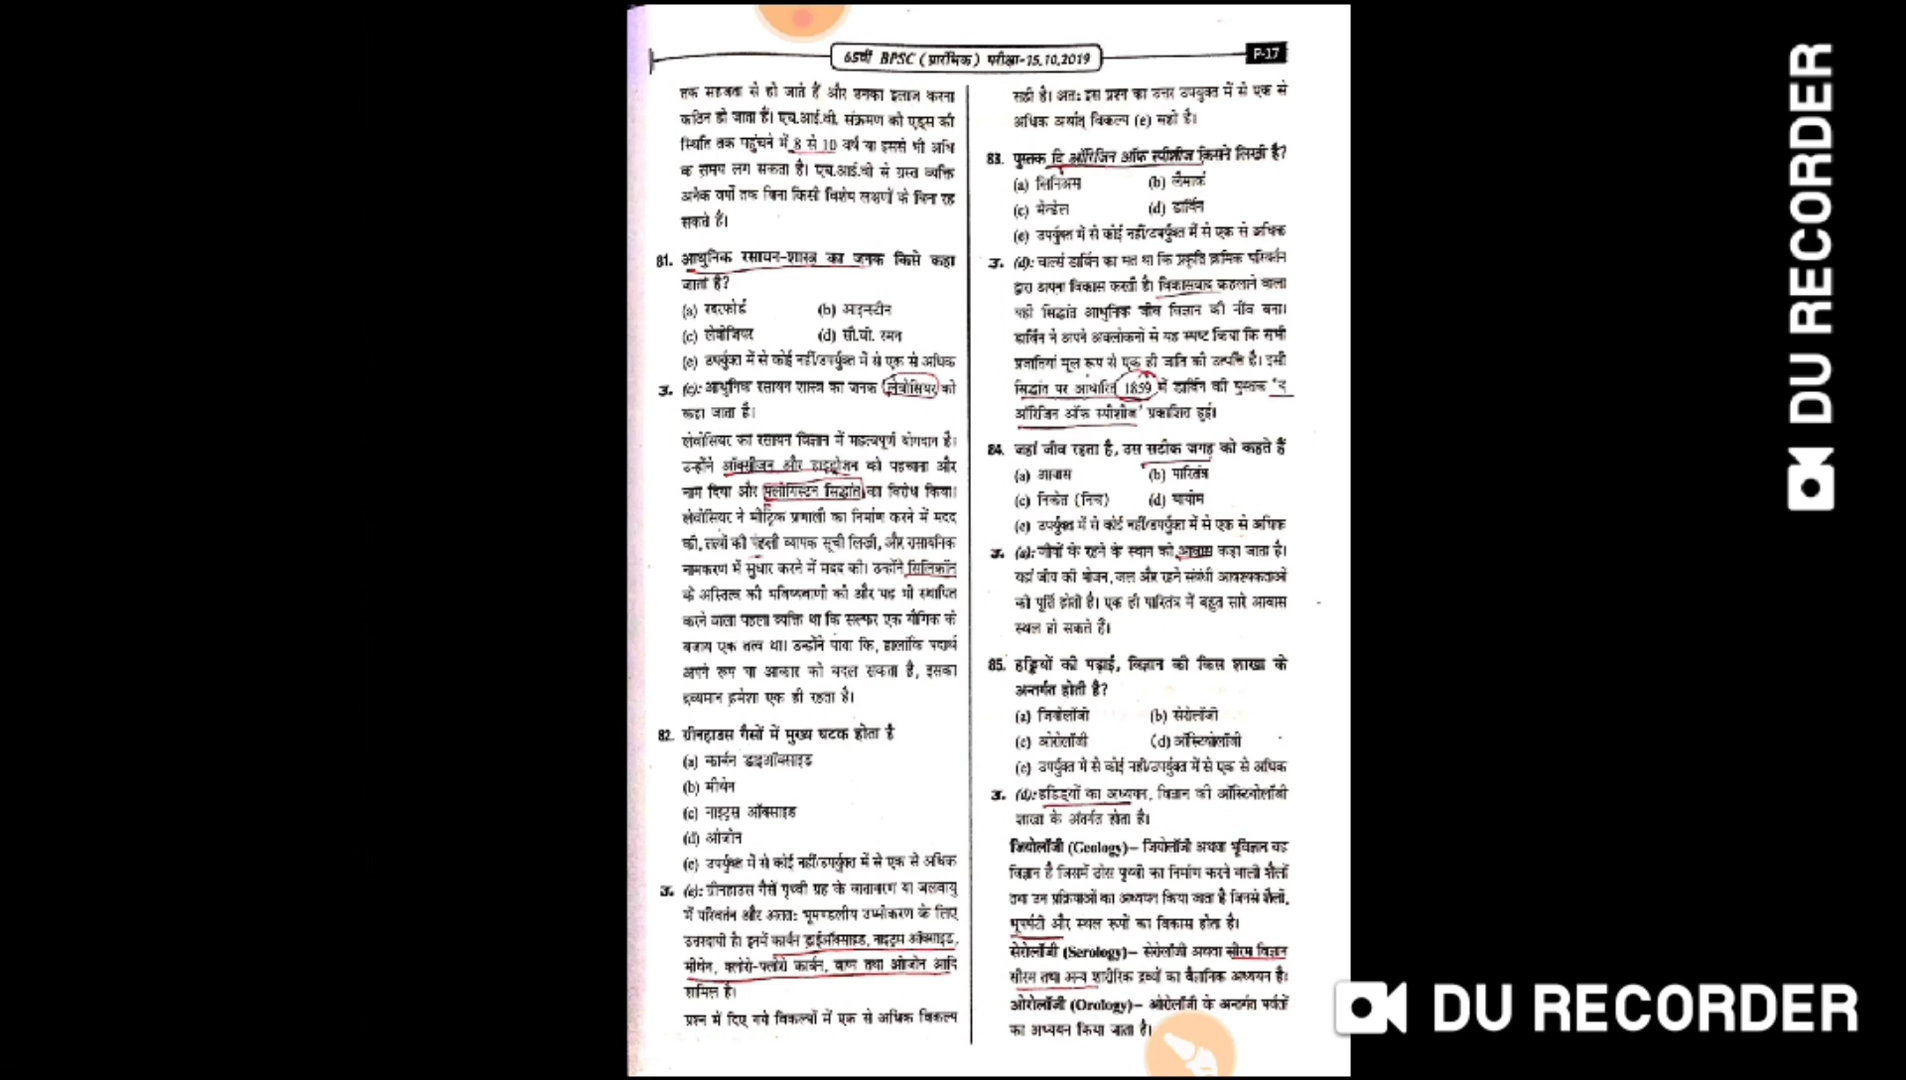 65वीं BPSC (प्रारंभिक) परीक्षा-15.10.2019
P-17
तक सहजता से हो जाते हैं और उनका इलाज करना
कठिन हो जाता है। एच.आई.वी. संक्रमण को एड्स की
स्थिति तक पहुंचने में 8 से 10 वर्ष या इससे भी अधि
क समय लग सकता है। एच.आई.वी से ग्रस्त व्यक्ति
अनेक वर्षों तक बिना किसी विशेष लक्षणों के बिना रह
सकते हैं।
81. आधुनिक रसायन-शास्त्र का जनक किसे कहा
जाता है?
(a) रदरफोर्ड (b) आइन्स्टीन
(c) लेवोजियर (d) सी.वी. रमन
(e) उपर्युक्त में से कोई नहीं/उपर्युक्त में से एक से अधिक
उ. (c): आधुनिक रसायन शास्त्र का जनक लेवोसियर को
कहा जाता है।
लेवोसियर का रसायन विज्ञान में महत्वपूर्ण योगदान है।
उन्होंने ऑक्सीजन और हाइड्रोजन को पहचाना और
नाम दिया और फ्लोगिस्टन सिद्धांत का विरोध किया।
लेवोसियर ने मीट्रिक प्रणाली का निर्माण करने में मदद
की, तत्वों की पहली व्यापक सूची लिखी, और रासायनिक
नामकरण में सुधार करने में मदद की। उन्होंने सिलिकॉन
के अस्तित्व की भविष्यवाणी की और यह भी स्थापित
करने वाला पहला व्यक्ति था कि सल्फर एक यौगिक के
बजाय एक तत्व था। उन्होंने पाया कि, हालांकि पदार्थ
अपने रूप या आकार को बदल सकता है, इसका
द्रव्यमान हमेशा एक ही रहता है।
82. ग्रीनहाउस गैसों में मुख्य घटक होता है
(a) कार्बन डाइऑक्साइड
(b) मीथेन
(c) नाइट्रस ऑक्साइड
(d) ओजोन
(e) उपर्युक्त में से कोई नहीं/उपर्युक्त में से एक से अधिक
उ. (e): ग्रीनहाउस गैसें पृथ्वी ग्रह के वातावरण या जलवायु
में परिवर्तन और अंततः भूमण्डलीय उष्मीकरण के लिए
उत्तरदायी है। इनमें कार्बन डाईऑक्साइड, नाइट्रस ऑक्साइड,
मीथेन, क्लोरो-फ्लोरो कार्बन, वाष्प तथा ओजोन आदि
शामिल है।
प्रश्न में दिए गये विकल्पों में एक से अधिक विकल्प
सही है। अतः इस प्रश्न का उत्तर उपर्युक्त में से एक से
अधिक अर्थात् विकल्प (e) सही है।
83. पुस्तक दि ऑरिजिन ऑफ स्पीशीज किसने लिखी है?
(a) लिनिअस (b) लैमार्क
(c) मेन्डेल (d) डार्विन
(e) उपर्युक्त में से कोई नहीं/उपर्युक्त में से एक से अधिक
उ. (d): चार्ल्स डार्विन का मत था कि प्रकृति क्रमिक परिवर्तन
द्वारा अपना विकास करती है। विकासवाद कहलाने वाला
यही सिद्धांत आधुनिक जीव विज्ञान की नींव बना।
डार्विन ने अपने अवलोकनों से यह स्पष्ट किया कि सभी
प्रजातियां मूल रूप से एक ही जाति की उत्पत्ति है। इसी
सिद्धांत पर आधारित 1859 में डार्विन की पुस्तक 'द
ऑरिजिन ऑफ स्पीशीज' प्रकाशित हुई।
84. जहां जीव रहता है, उस सटीक जगह को कहते हैं
(a) आवास (b) पारितंत्र
(c) निकेत (निच) (d) बायोम
(e) उपर्युक्त में से कोई नहीं/उपर्युक्त में से एक से अधिक
उ. (a): जीवों के रहने के स्थान को आवास कहा जाता है।
यहां जीव की भोजन, जल और रहने संबंधी आवश्यकताओं
की पूर्ति होती है। एक ही पारितंत्र में बहुत सारे आवास
स्थल हो सकते हैं।
85. हड्डियों की पढ़ाई, विज्ञान की किस शाखा के
अन्तर्गत होती है?
(a) जियोलॉजी (b) सेरोलॉजी
(c) ओरोलॉजी (d) ऑस्टियोलॉजी
(e) उपर्युक्त में से कोई नहीं/उपर्युक्त में से एक से अधिक
उ. (d): हडिड्यों का अध्ययन, विज्ञान की ऑस्टियोलॉजी
शाखा के अंतर्गत होता है।
जियोलॉजी (Geology)– जियोलॉजी अथवा भूविज्ञान वह
विज्ञान है जिसमें ठोस पृथ्वी का निर्माण करने वाली शैलों
तथा उन प्रक्रियाओं का अध्ययन किया जाता है जिनसे शैलों,
भूपर्पटी और स्थल रूपों का विकास होता है।
सेरोलॉजी (Serology)– सेरोलॉजी अथवा सीरम विज्ञान
सीरम तथा अन्य शारीरिक द्रव्यों का वैज्ञानिक अध्ययन है।
ओरोलॉजी (Orology)– ओरोलॉजी के अन्तर्गत पर्वतों
का अध्ययन किया जाता है।
DU RECORDER
DU RECORDER